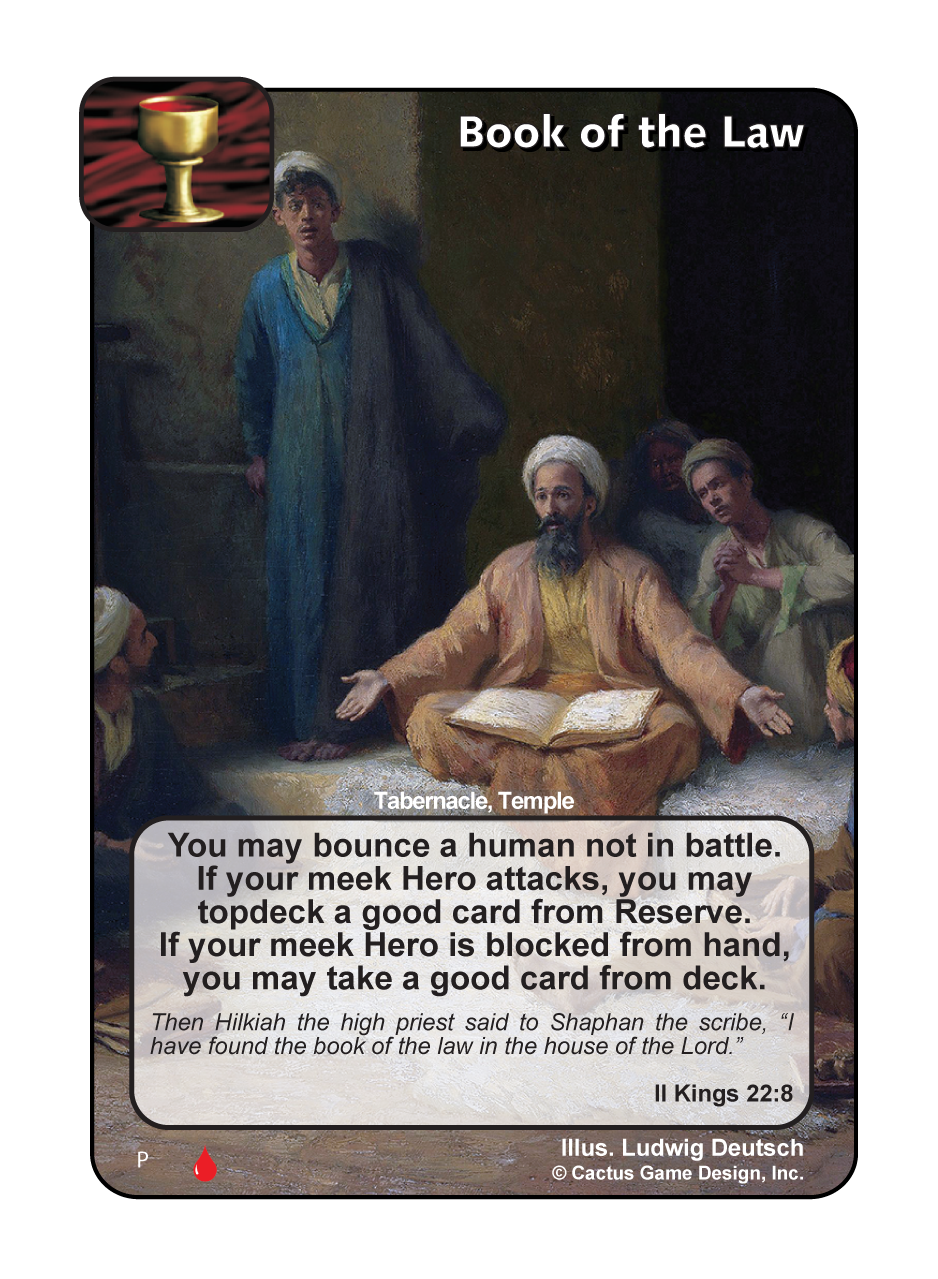 Book of the Law
Tabernacle, Temple
You may bounce a human not in battle.
If your meek Hero attacks, you may
topdeck a good card from Reserve.
If your meek Hero is blocked from hand,
you may take a good card from deck.
Then Hilkiah the high priest said to Shaphan the scribe, “I
have found the book of the law in the house of the Lord.”
II Kings 22:8
P
Illus. Ludwig Deutsch
© Cactus Game Design, Inc.